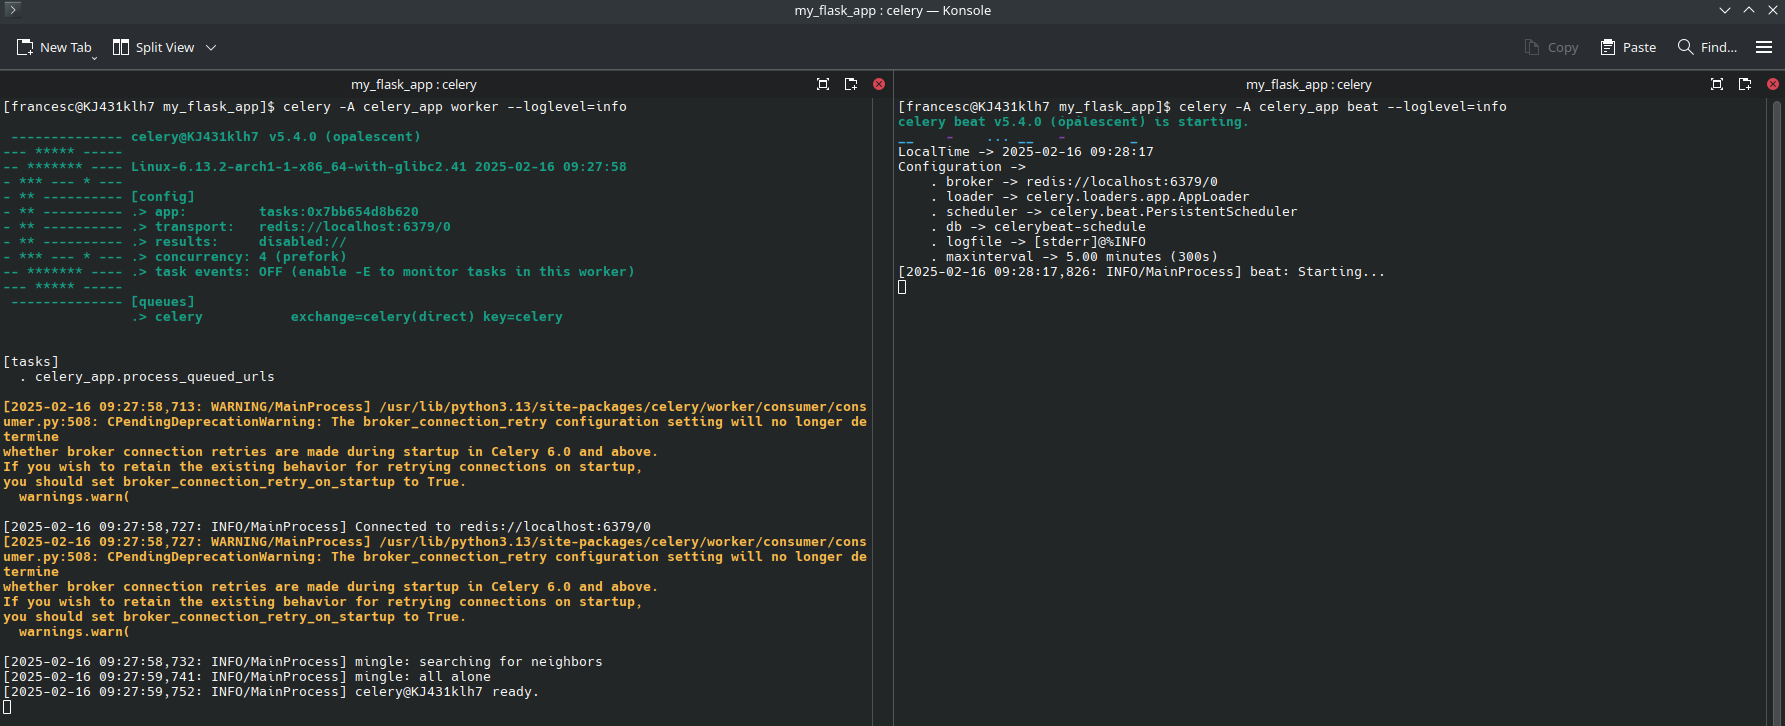 my_flask_app : celery — Konsole
New Tab
Split View
Copy
Paste
Find...
my_flask_app : celery
[francesc@KJ431klh7 my_flask_app]$ celery -A celery_app worker --loglevel=info
-------------- celery@KJ431klh7 v5.4.0 (opalescent)
--- ***** -----
-- ******* ---- Linux-6.13.2-arch1-1-x86_64-with-glibc2.41 2025-02-16 09:27:58
- *** --- * ---
- ** ---------- [config]
- ** ---------- .> app:         tasks:0x7bb654d8b620
- ** ---------- .> transport:   redis://localhost:6379/0
- ** ---------- .> results:     disabled://
- *** --- * --- .> concurrency: 4 (prefork)
-- ******* ---- .> task events: OFF (enable -E to monitor tasks in this worker)
--- ***** -----
-------------- [queues]
.> celery           exchange=celery(direct) key=celery
[tasks]
. celery_app.process_queued_urls
[2025-02-16 09:27:58,713: WARNING/MainProcess] /usr/lib/python3.13/site-packages/celery/worker/consumer/cons
umer.py:508: CPendingDeprecationWarning: The broker_connection_retry configuration setting will no longer de
termine
whether broker connection retries are made during startup in Celery 6.0 and above.
If you wish to retain the existing behavior for retrying connections on startup,
you should set broker_connection_retry_on_startup to True.
warnings.warn(
[2025-02-16 09:27:58,727: INFO/MainProcess] Connected to redis://localhost:6379/0
[2025-02-16 09:27:58,727: WARNING/MainProcess] /usr/lib/python3.13/site-packages/celery/worker/consumer/cons
umer.py:508: CPendingDeprecationWarning: The broker_connection_retry configuration setting will no longer de
termine
whether broker connection retries are made during startup in Celery 6.0 and above.
If you wish to retain the existing behavior for retrying connections on startup,
you should set broker_connection_retry_on_startup to True.
warnings.warn(
[2025-02-16 09:27:58,732: INFO/MainProcess] mingle: searching for neighbors
[2025-02-16 09:27:59,741: INFO/MainProcess] mingle: all alone
[2025-02-16 09:27:59,752: INFO/MainProcess] celery@KJ431klh7 ready.
my_flask_app : celery
[francesc@KJ431klh7 my_flask_app]$ celery -A celery_app beat --loglevel=info
celery beat v5.4.0 (opalescent) is starting.
__    -    ... __   -        _
LocalTime -> 2025-02-16 09:28:17
Configuration ->
. broker -> redis://localhost:6379/0
. loader -> celery.loaders.app.AppLoader
. scheduler -> celery.beat.PersistentScheduler
. db -> celerybeat-schedule
. logfile -> [stderr]@%INFO
. maxinterval -> 5.00 minutes (300s)
[2025-02-16 09:28:17,826: INFO/MainProcess] beat: Starting...